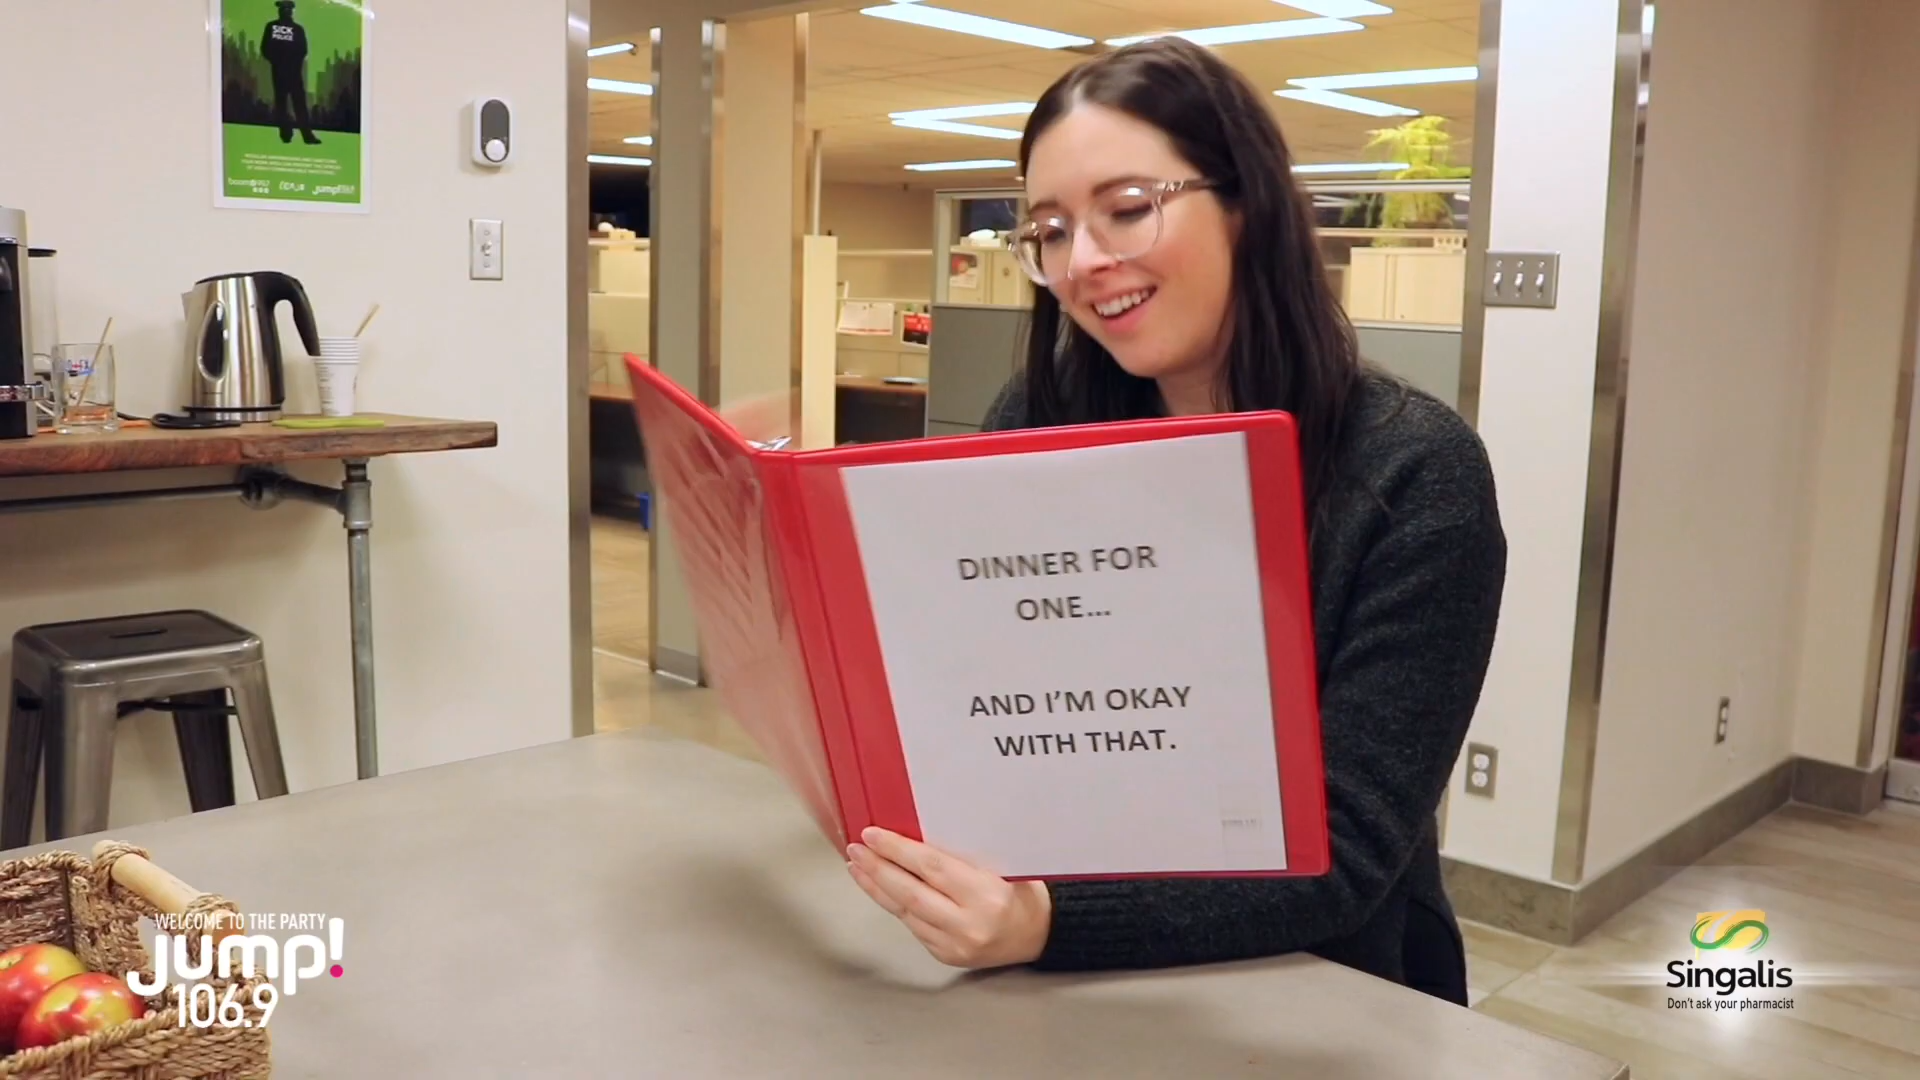 SICK
POLICE
jump!
DINNER FOR
ONE...
AND I'M OKAY
WITH THAT.
WELCOME TO THE PARTY
jump!
106.9
Singalis
Don't ask your pharmacist